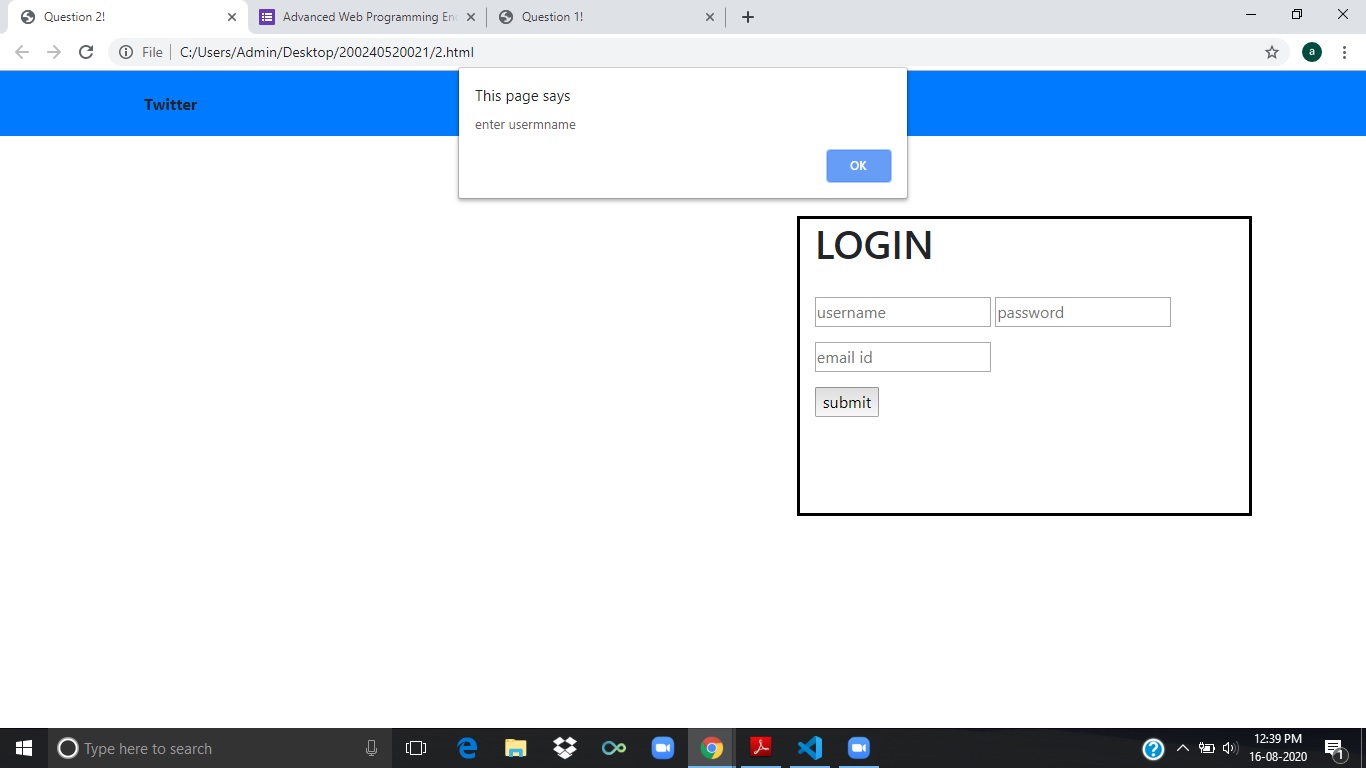 Question 2!
Advanced Web Programming En
Question 1!
File
C:/Users/Admin/Desktop/200240520021/2.html
a
Twitter
This page says
enter usermname
OK
LOGIN
username password
email id
submit
Type here to search
12:39 PM
16-08-2020
1